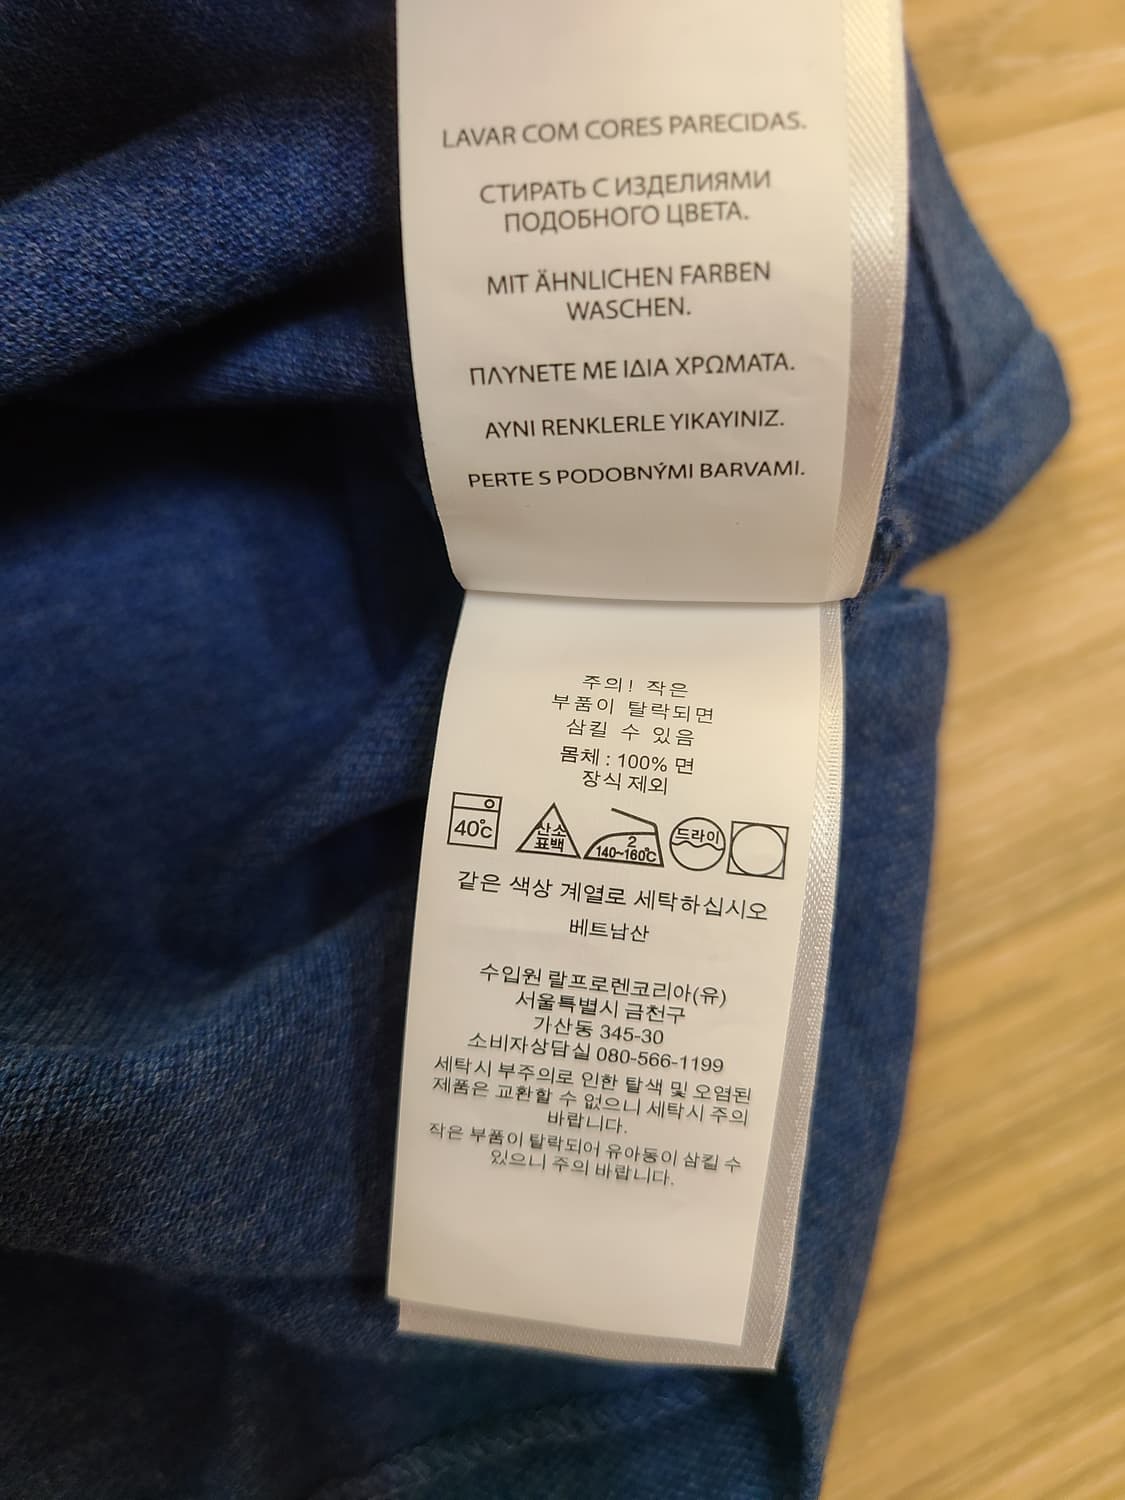 LAVAR COM CORES PARECIDAS.
СТИРАТЬ С ИЗДЕЛИЯМИ
ПОДОБНОГО ЦВЕТА.
MIT ÄHNLICHEN FARBEN
WASCHEN.
ΠΛΥΝΕΤΕ ΜΕ ΙΔΙΑ ΧΡΩΜΑΤΑ.
AYNI RENKLERLE YIKAYINIZ.
PERTE S PODOBNÝMI BARVAMI.
주의! 작은
부품이 탈락되면
삼킬 수 있음
몸체 : 100% 면
장식 제외
40℃
산소
표백
2
140~160℃
드라이
같은 색상 계열로 세탁하십시오
베트남산
수입원 랄프로렌코리아(유)
서울특별시 금천구
가산동 345-30
소비자상담실 080-566-1199
세탁시 부주의로 인한 탈색 및 오염된
제품은 교환할 수 없으니 세탁시 주의
바랍니다.
작은 부품이 탈락되어 유아동이 삼킬 수
있으니 주의 바랍니다.